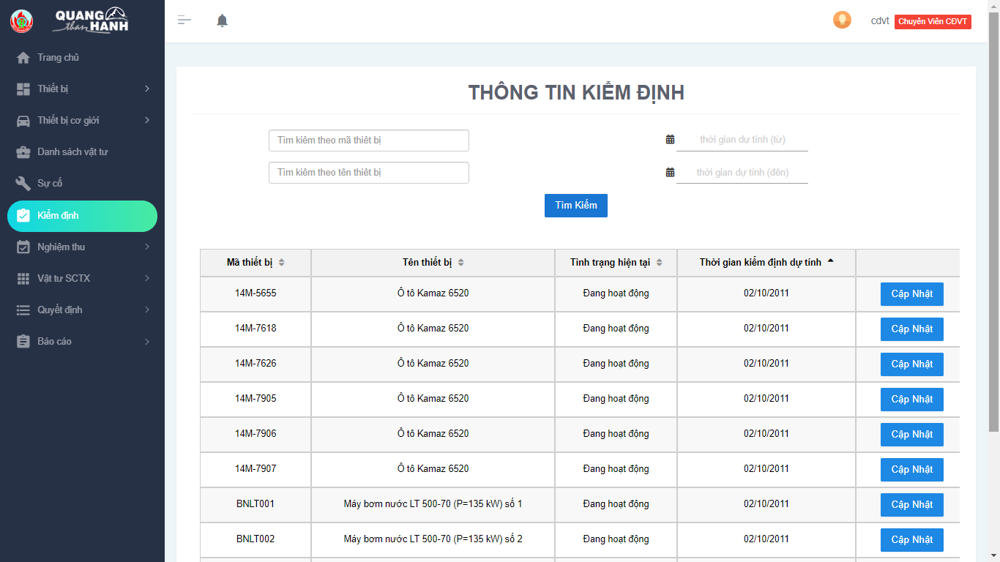 QUANG
than HANH
cdvt Chuyên Viên CĐVT
Trang chủ
Thiết bị
Thiết bị cơ giới
Danh sách vật tư
Sự cố
Kiểm định
Nghiệm thu
Vật tư SCTX
Quyết định
Báo cáo
THÔNG TIN KIỂM ĐỊNH
Tìm kiếm theo mã thiết bị
thời gian dự tính (từ)
Tìm kiếm theo tên thiết bị
thời gian dự tính (đến)
Tìm Kiếm
Mã thiết bị Tên thiết bị Tình trạng hiện tại Thời gian kiểm định dự tính
14M-5655 Ô tô Kamaz 6520 Đang hoạt động 02/10/2011 Cập Nhật
14M-7618 Ô tô Kamaz 6520 Đang hoạt động 02/10/2011 Cập Nhật
14M-7626 Ô tô Kamaz 6520 Đang hoạt động 02/10/2011 Cập Nhật
14M-7905 Ô tô Kamaz 6520 Đang hoạt động 02/10/2011 Cập Nhật
14M-7906 Ô tô Kamaz 6520 Đang hoạt động 02/10/2011 Cập Nhật
14M-7907 Ô tô Kamaz 6520 Đang hoạt động 02/10/2011 Cập Nhật
BNLT001 Máy bơm nước LT 500-70 (P=135 kW) số 1 Đang hoạt động 02/10/2011 Cập Nhật
BNLT002 Máy bơm nước LT 500-70 (P=135 kW) số 2 Đang hoạt động 02/10/2011 Cập Nhật